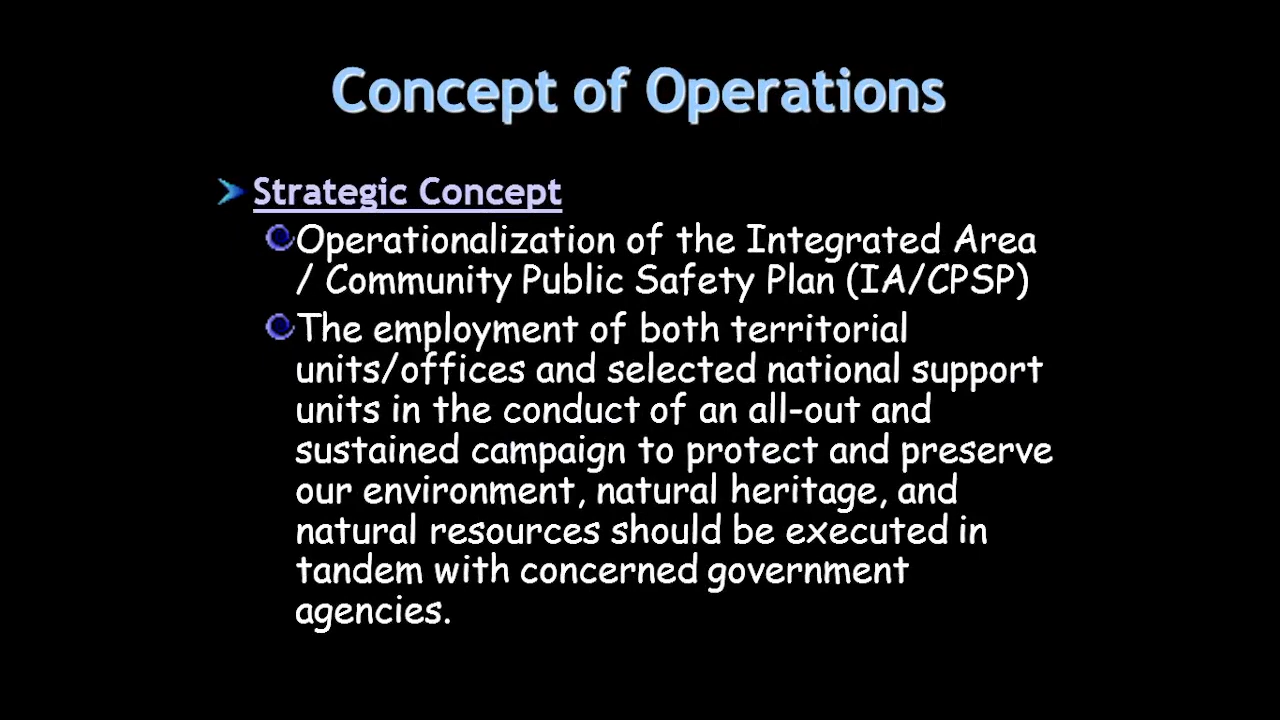 Concept of Operations
Strategic Concept
Operationalization of the Integrated Area
/ Community Public Safety Plan (IA/CPSP)
The employment of both territorial
units/offices and selected national support
units in the conduct of an all-out and
sustained campaign to protect and preserve
our environment, natural heritage, and
natural resources should be executed in
tandem with concerned government
agencies.